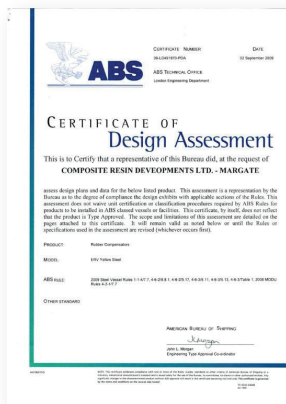 CERTIFICATE NUMBER
DATE
02 September 2009
ABS
ABS TECHNICAL OFFICE
London Engineering Department
CERTIFICATE OF
Design Assessment
This is to Certify that a representative of this Bureau did, at the request of
COMPOSITE RESIN DEVEOPMENTS LTD. - MARGATE
assess design plans and data for the below listed product. This assessment is a representation by the
Bureau as to the degree of compliance the design exhibits with applicable sections of the Rules. This
assessment does not waive unit certification or classification procedures required by ABS Rules for
products to be installed in ABS classed vessels or facilities. This certificate, by itself, does not reflect
that the product is Type Approved. The scope and limitations of this assessment are detailed on the
pages attached to this certificate. It will remain valid as noted below or until the Rules or
specifications used in the assessment are revised (whichever occurs first).
PRODUCT:
Rubber Compensators
MODEL:
ERV Yellow Steel
ABS RULE:
OTHER STANDARD:
AMERICAN BUREAU OF SHIPPING
John L. Morgan
Engineering Type Approval Co-ordinator